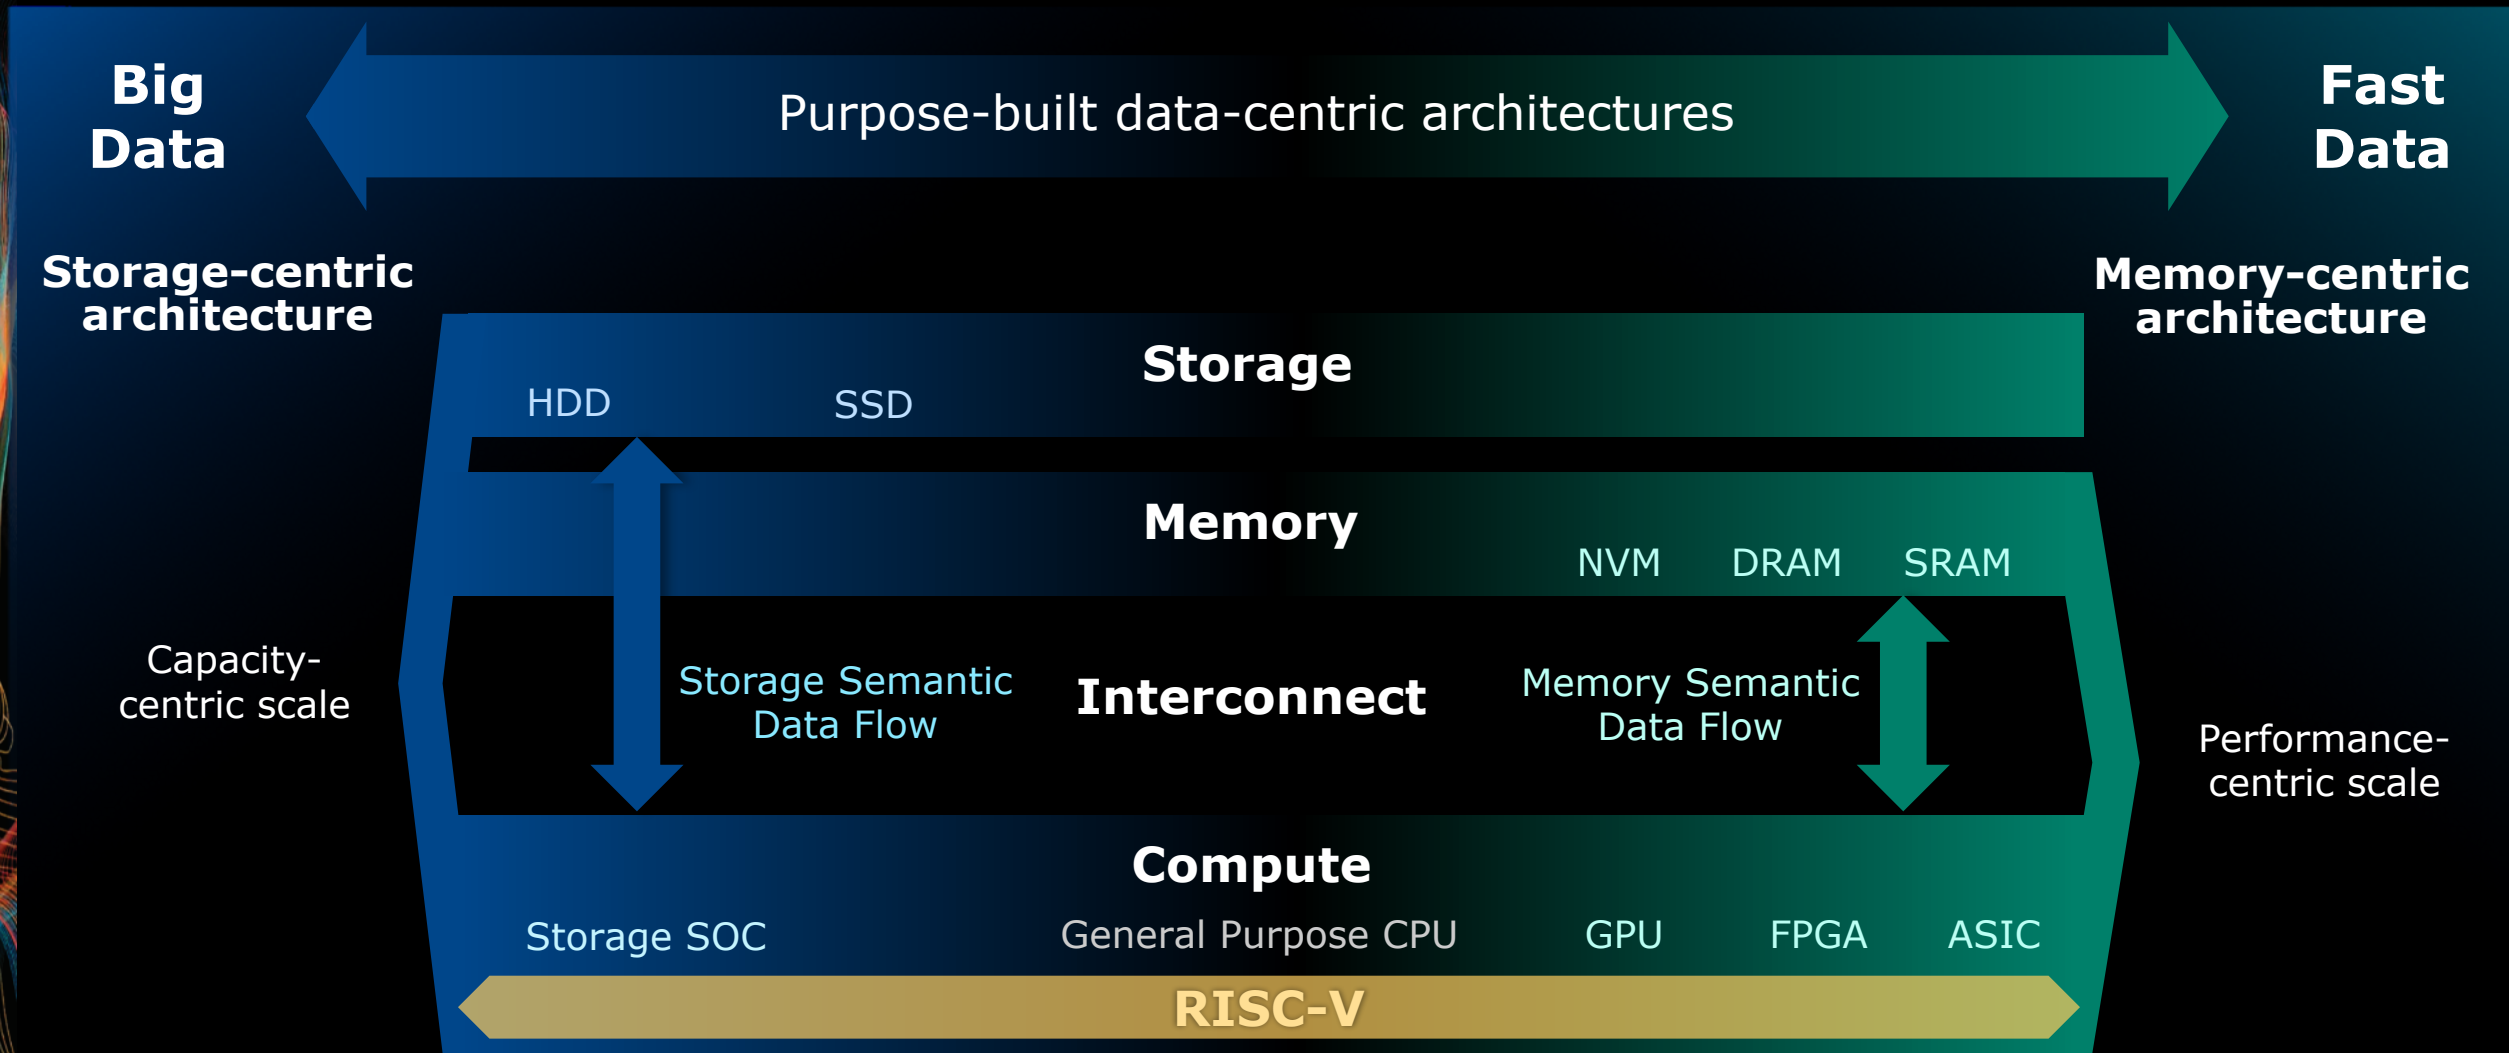 Big
Data
Purpose-built data-centric architectures
Fast
Data
Storage-centric
architecture
Memory-centric
architecture
Storage
HDD
SSD
Memory
NVM
DRAM
SRAM
Capacity-
centric scale
Storage Semantic
Data Flow
Interconnect
Memory Semantic
Data Flow
Performance-
centric scale
Compute
Storage SOC
General Purpose CPU
GPU
FPGA
ASIC
RISC-V